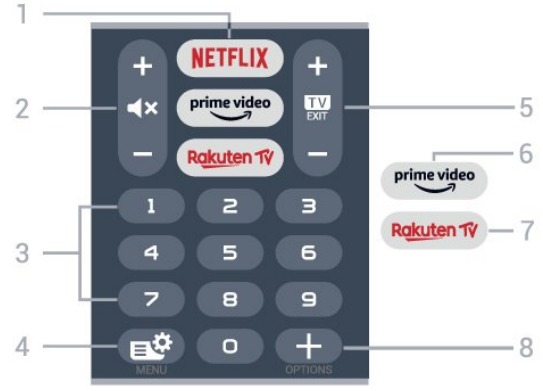 1
NETFLIX
+ +
2
prime video
TV
EXIT
5
- -
Rakuten TV
6
prime video
1 2 3
Rakuten TV
7
3
4 5 6
7 8 9
4
0
+
8
MENU
OPTIONS